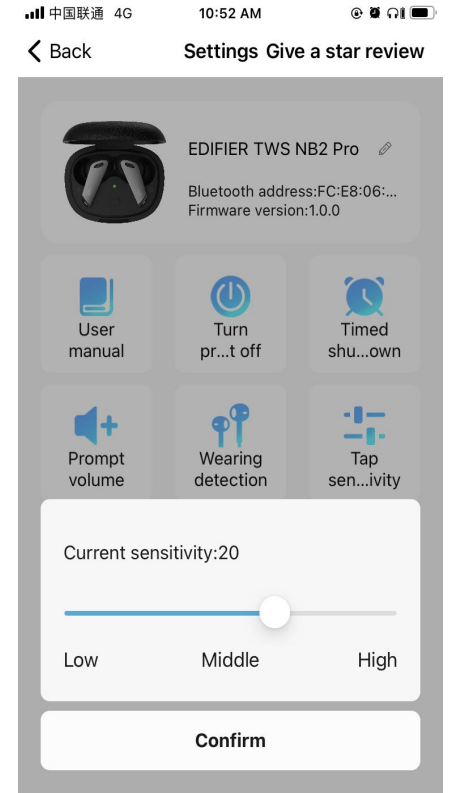 中国联通 4G 10:52 AM
Back Settings Give a star review
EDIFIER TWS NB2 Pro
Bluetooth address:FC:E8:06:...
Firmware version:1.0.0
User
manual
Turn
pr...t off
Timed
shu...own
Prompt
volume
Wearing
detection
Tap
sen...ivity
Current sensitivity:20
Low Middle High
Confirm